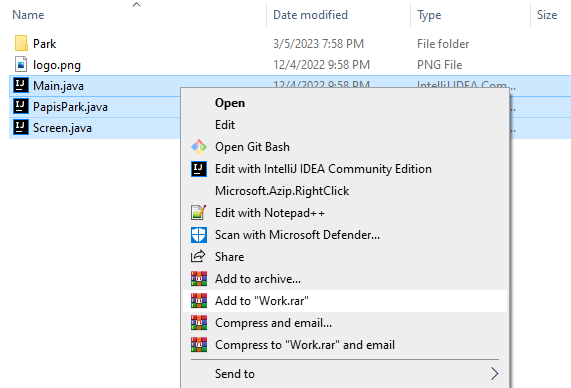 Name Date modified Type Size
Park 3/5/2023 7:58 PM File folder
logo.png 12/4/2022 9:58 PM PNG File
Main.java 12/4/2022 9:58 PM IntelliJ IDEA Com...
PapisPark.java
Screen.java
Open
Edit
Open Git Bash
Edit with IntelliJ IDEA Community Edition
Microsoft.Azip.RightClick
Edit with Notepad++
Scan with Microsoft Defender...
Share
Add to archive...
Add to "Work.rar"
Compress and email...
Compress to "Work.rar" and email
Send to